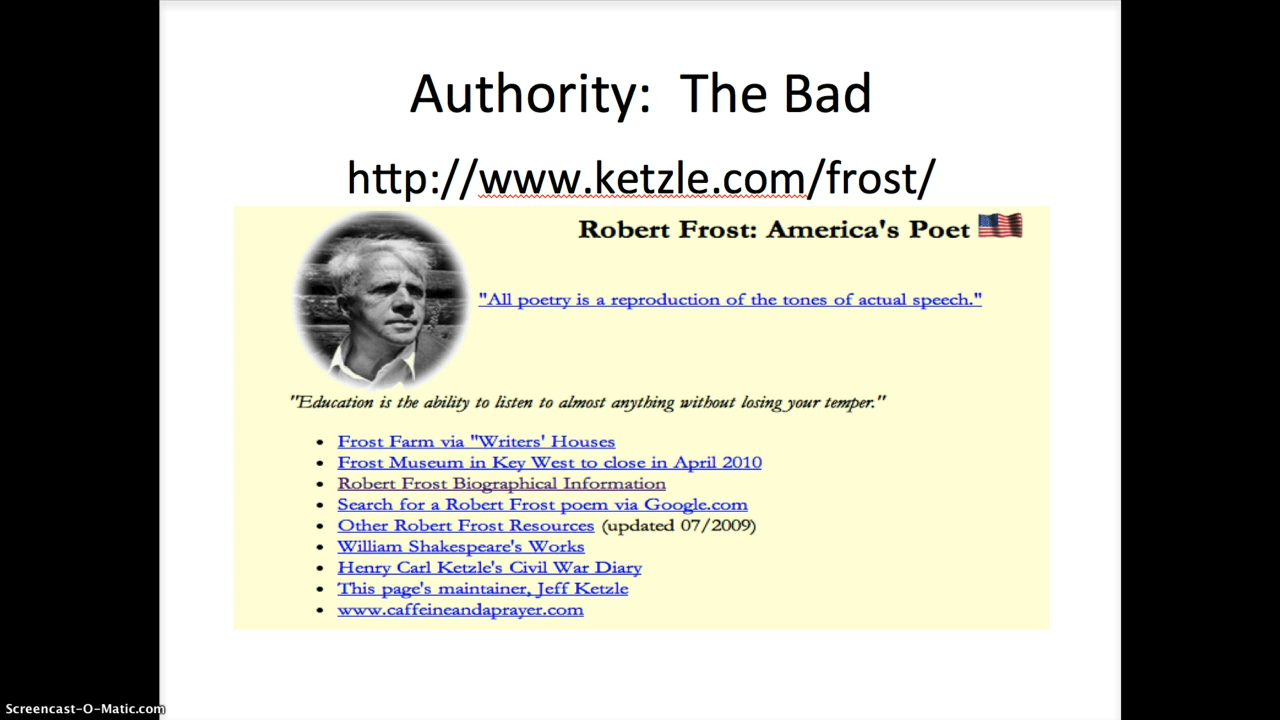 Authority:  The Bad
http://www.ketzle.com/frost/
Robert Frost: America's Poet
"All poetry is a reproduction of the tones of actual speech."
"Education is the ability to listen to almost anything without losing your temper."
• Frost Farm via "Writers' Houses
• Frost Museum in Key West to close in April 2010
• Robert Frost Biographical Information
• Search for a Robert Frost poem via Google.com
• Other Robert Frost Resources (updated 07/2009)
• William Shakespeare's Works
• Henry Carl Ketzle's Civil War Diary
• This page's maintainer, Jeff Ketzle
• www.caffeineandaprayer.com
Screencast-O-Matic.com